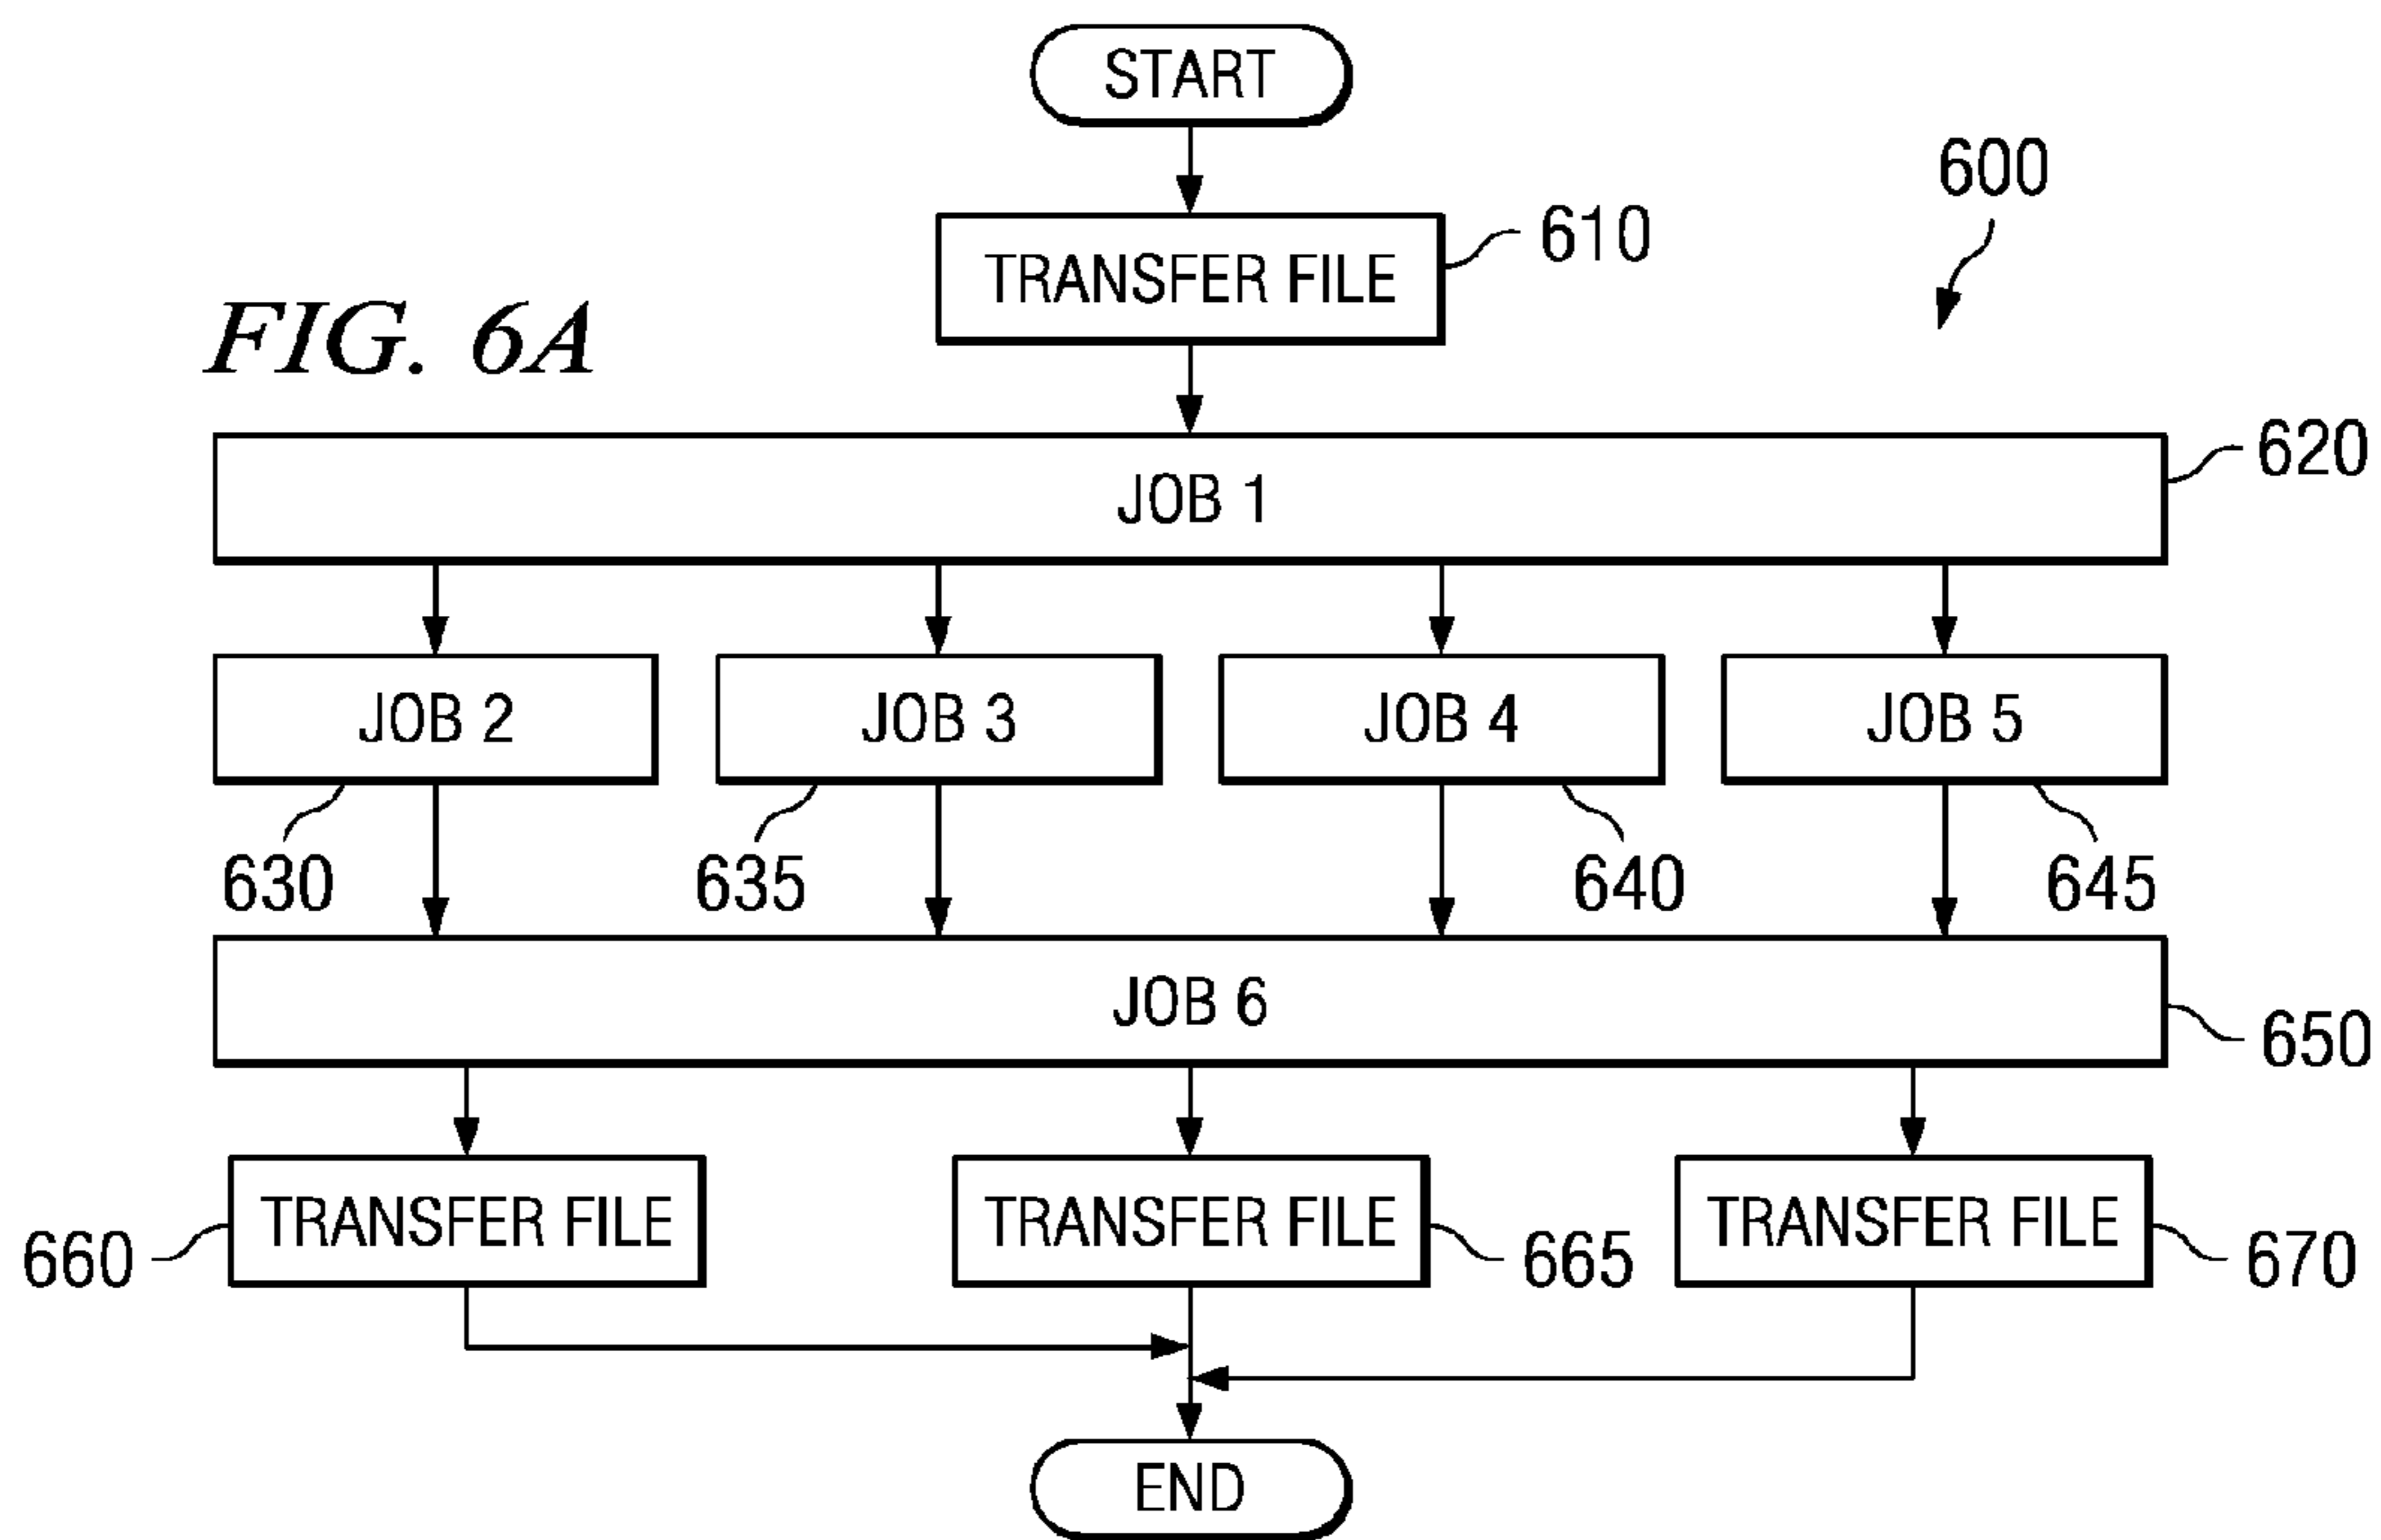 START
600
TRANSFER FILE
610
FIG. 6A
JOB 1
620
JOB 2
JOB 3
JOB 4
JOB 5
630
635
640
645
JOB 6
650
660
TRANSFER FILE
TRANSFER FILE
665
TRANSFER FILE
670
END